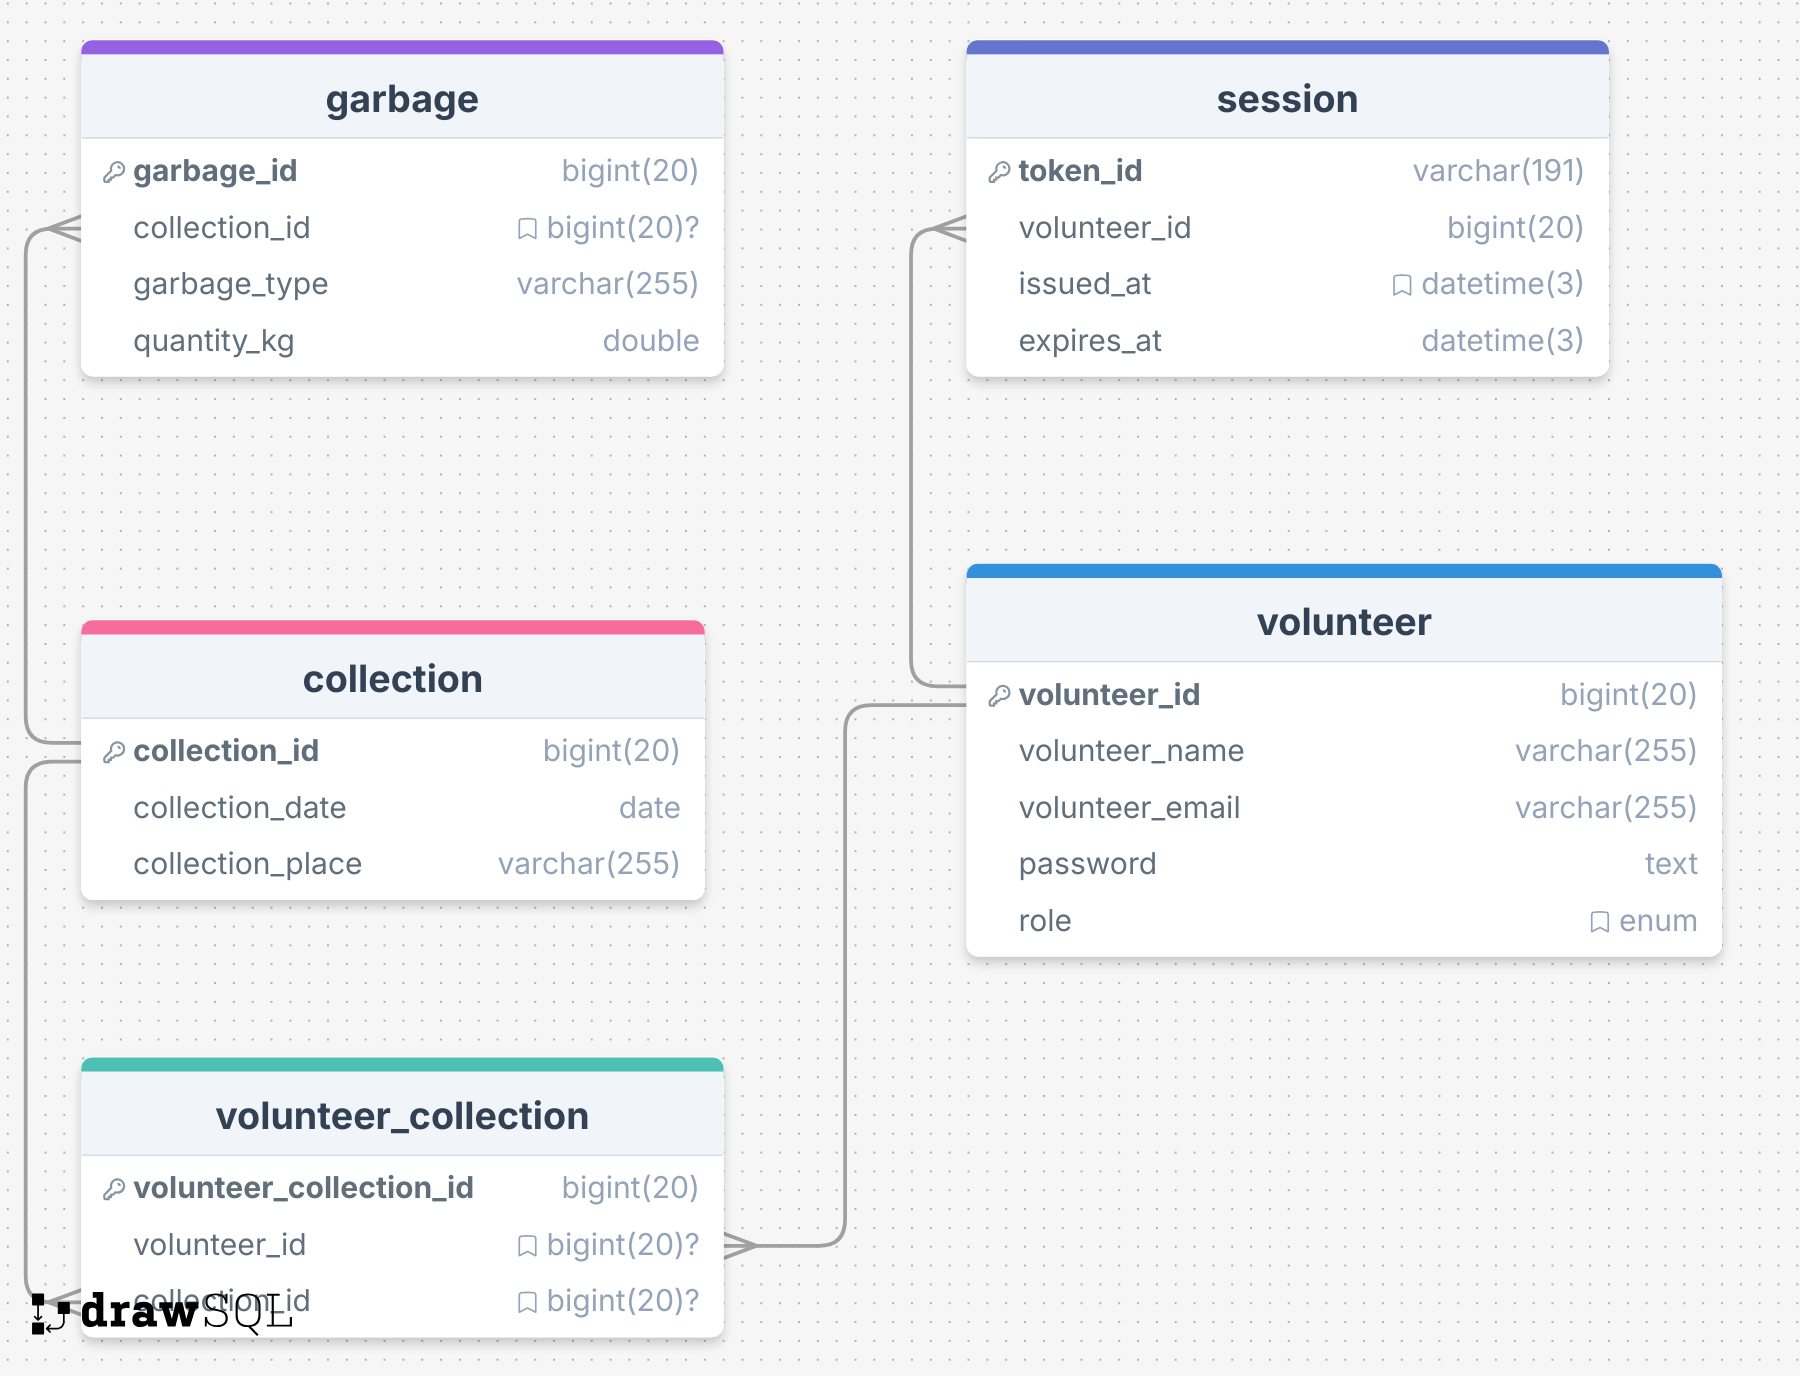 garbage
garbage_id bigint(20)
collection_id bigint(20)?
garbage_type varchar(255)
quantity_kg double
session
token_id varchar(191)
volunteer_id bigint(20)
issued_at datetime(3)
expires_at datetime(3)
collection
collection_id bigint(20)
collection_date date
collection_place varchar(255)
volunteer
volunteer_id bigint(20)
volunteer_name varchar(255)
volunteer_email varchar(255)
password text
role enum
volunteer_collection
volunteer_collection_id bigint(20)
volunteer_id bigint(20)?
collection_id bigint(20)?
drawSQL